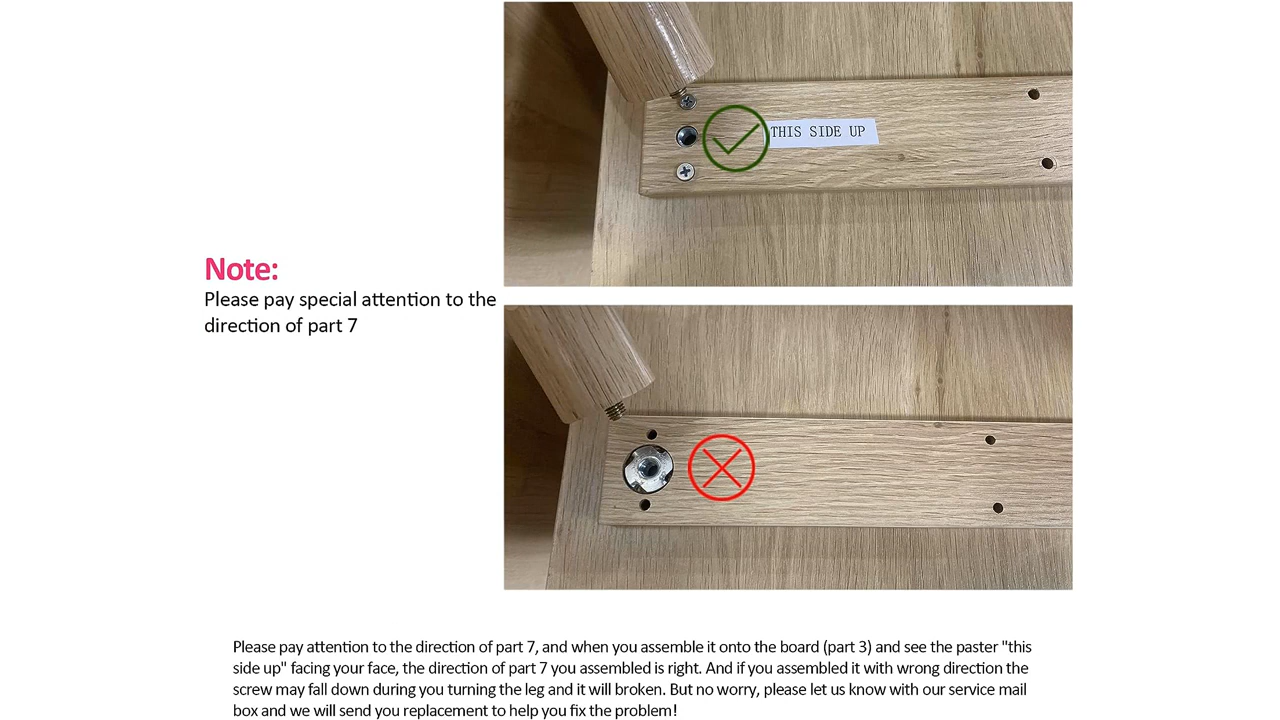 THIS SIDE UP
Note:
Please pay special attention to the
direction of part 7
Please pay attention to the direction of part 7, and when you assemble it onto the board (part 3) and see the paster "this
side up" facing your face, the direction of part 7 you assembled is right. And if you assembled it with wrong direction the
screw may fall down during you turning the leg and it will broken. But no worry, please let us know with our service mail
box and we will send you replacement to help you fix the problem!